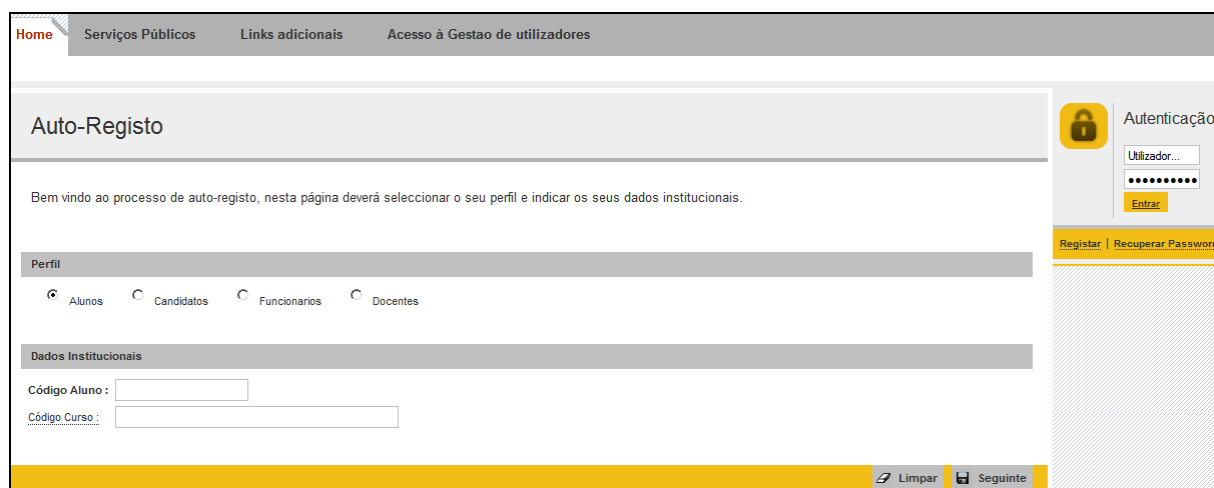 Home Serviços Públicos Links adicionais Acesso à Gestao de utilizadores
Auto-Registo
Bem vindo ao processo de auto-registo, nesta página deverá seleccionar o seu perfil e indicar os seus dados institucionais.
Perfil
Alunos Candidatos Funcionarios Docentes
Dados Institucionais
Código Aluno :
Código Curso :
Limpar Seguinte
Autenticação
Utilizador...
Entrar
Registar | Recuperar Password